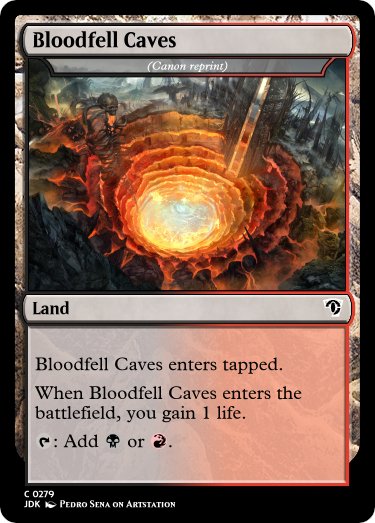 Bloodfell Caves
(Canon reprint)
Land
Bloodfell Caves enters tapped.
When Bloodfell Caves enters the
battlefield, you gain 1 life.
: Add or .
C 0279
JDK Pedro Sena on Artstation